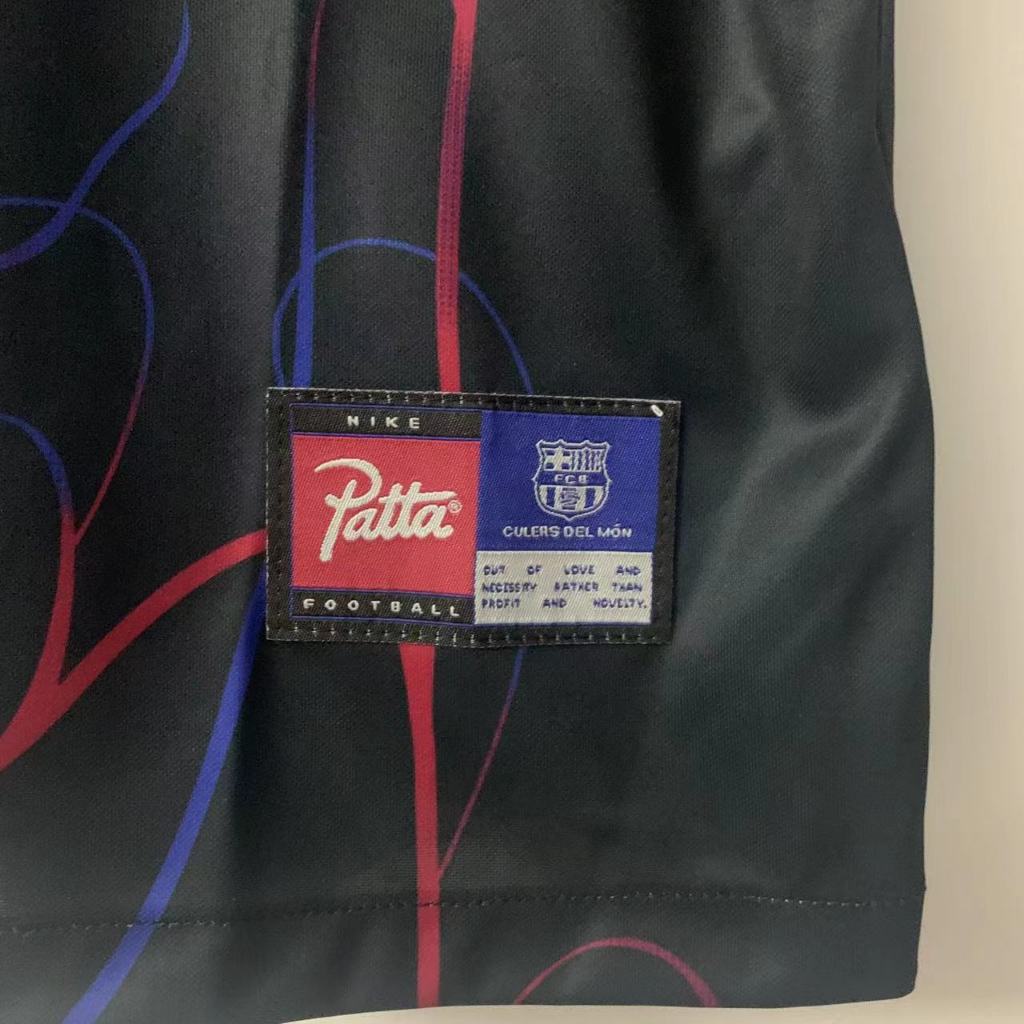 NIKE
Patta®
FOOTBALL
FCB
CULERS DEL MÓN
OUT OF LOVE AND
NECESSITY RATHER THAN
PROFIT AND NOVELTY.